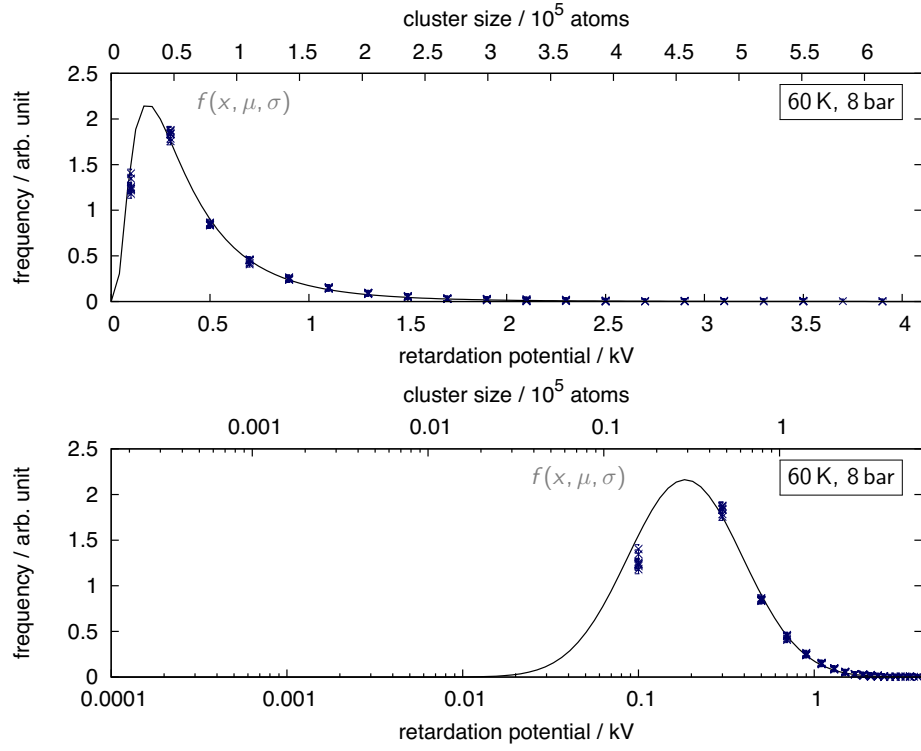 cluster size / 10⁵ atoms
0 0.5 1 1.5 2 2.5 3 3.5 4 4.5 5 5.5 6
2.5
2
1.5
1
0.5
0
frequency / arb. unit
f(x, μ, σ)
60 K, 8 bar
0 0.5 1 1.5 2 2.5 3 3.5 4
retardation potential / kV
cluster size / 10⁵ atoms
0.001 0.01 0.1 1
2.5
2
1.5
1
0.5
0
frequency / arb. unit
f(x, μ, σ)
60 K, 8 bar
0.0001 0.001 0.01 0.1 1
retardation potential / kV